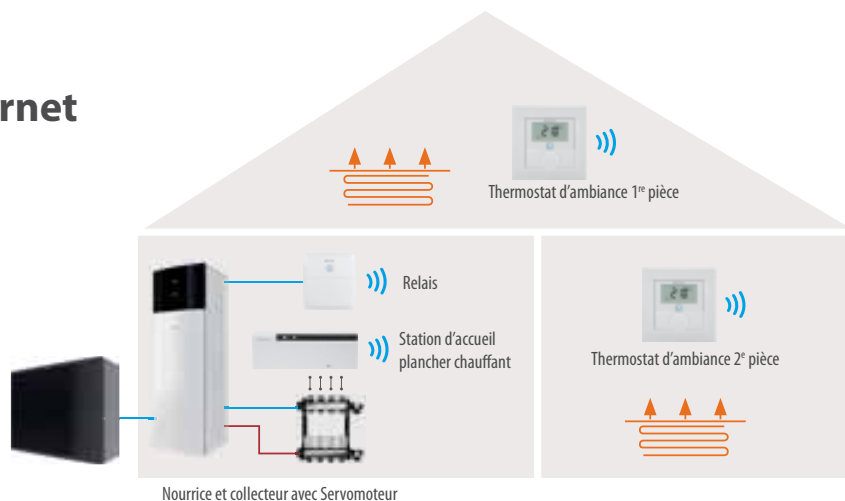 rnet
Thermostat d’ambiance 1re pièce
Relais
Station d’accueil
plancher chauffant
Thermostat d’ambiance 2e pièce
Nourrice et collecteur avec Servomoteur